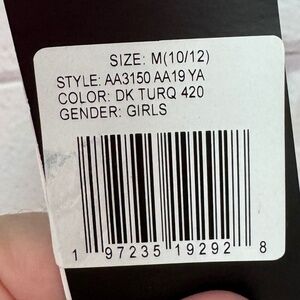 SIZE: M(10/12)
STYLE: AA3150 AA19 YA
COLOR: DK TURQ 420
GENDER: GIRLS
1 97235 19292 8